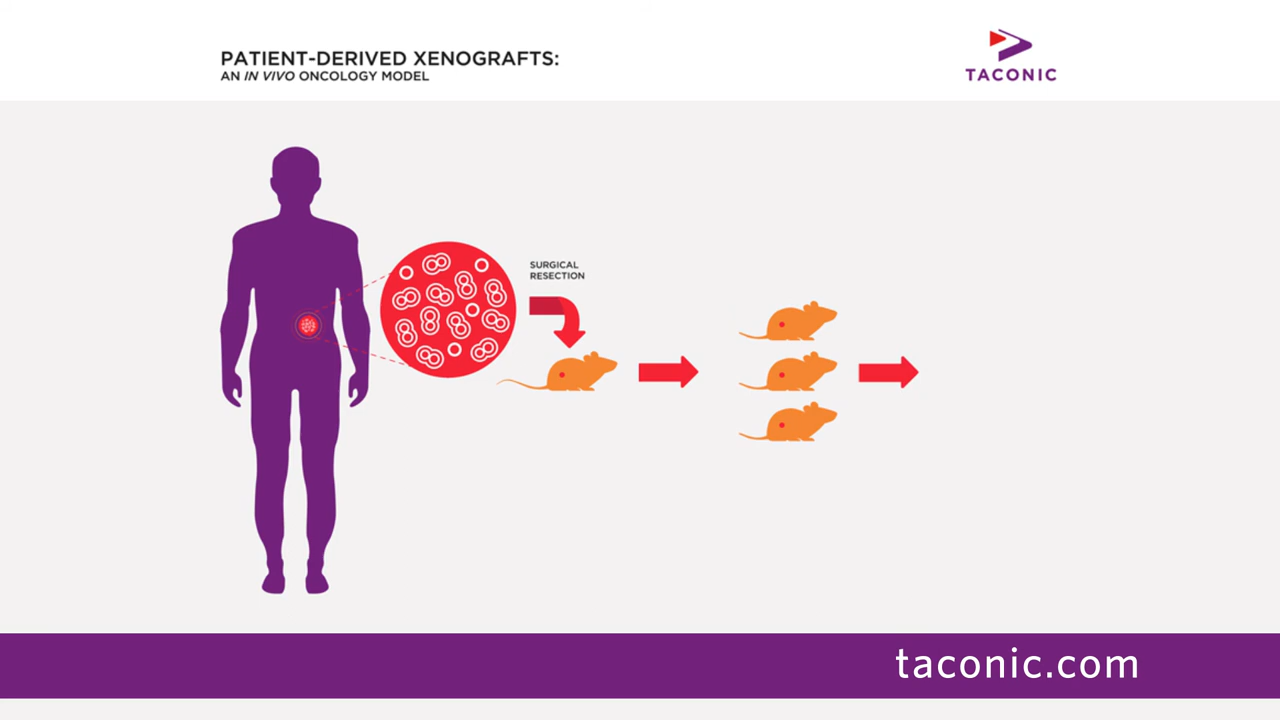 PATIENT-DERIVED XENOGRAFTS:
AN IN VIVO ONCOLOGY MODEL
TACONIC
SURGICAL
RESECTION
taconic.com